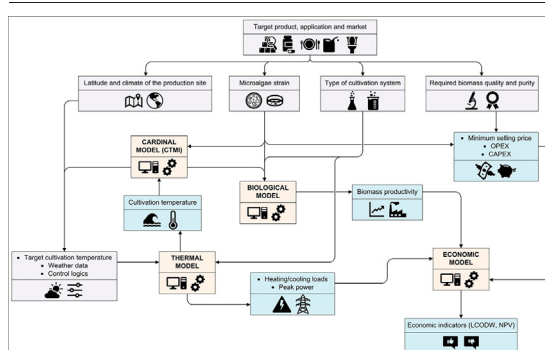 Target product, application and market
Latitude and climate of the production site
Microalgae strain
Type of cultivation system
Required biomass quality and purity
CARDINAL
MODEL (CTMI)
• Minimum selling price
• OPEX
• CAPEX
BIOLOGICAL
MODEL
Biomass productivity
Cultivation temperature
• Target cultivation temperature
• Weather data
• Control logics
THERMAL
MODEL
• Heating/cooling loads
• Peak power
ECONOMIC
MODEL
Economic indicators (LCODW, NPV)